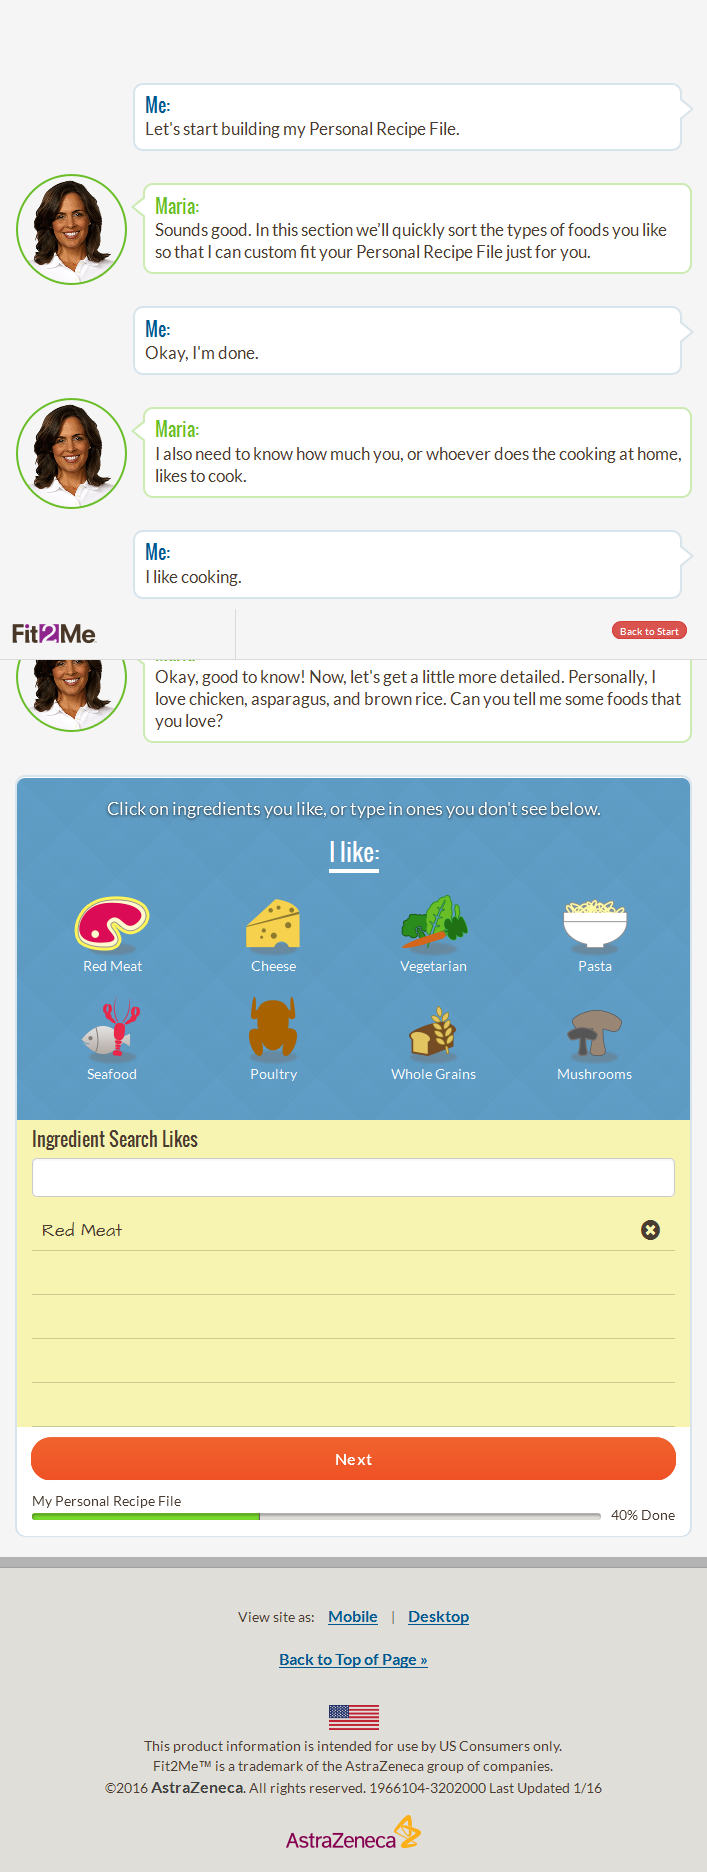 Me:
Let's start building my Personal Recipe File.
Maria:
Sounds good. In this section we'll quickly sort the types of foods you like
so that I can custom fit your Personal Recipe File just for you.
Me:
Okay, I'm done.
Maria:
I also need to know how much you, or whoever does the cooking at home,
likes to cook.
Me:
I like cooking.
Fit2Me
Back to Start
Okay, good to know! Now, let's get a little more detailed. Personally, I
love chicken, asparagus, and brown rice. Can you tell me some foods that
you love?
Click on ingredients you like, or type in ones you don't see below.
I like:
Red Meat Cheese Vegetarian Pasta
Seafood Poultry Whole Grains Mushrooms
Ingredient Search Likes
Red Meat
Next
My Personal Recipe File
40% Done
View site as: Mobile | Desktop
Back to Top of Page »
This product information is intended for use by US Consumers only.
Fit2Me™ is a trademark of the AstraZeneca group of companies.
©2016 AstraZeneca. All rights reserved. 1966104-3202000 Last Updated 1/16
AstraZeneca